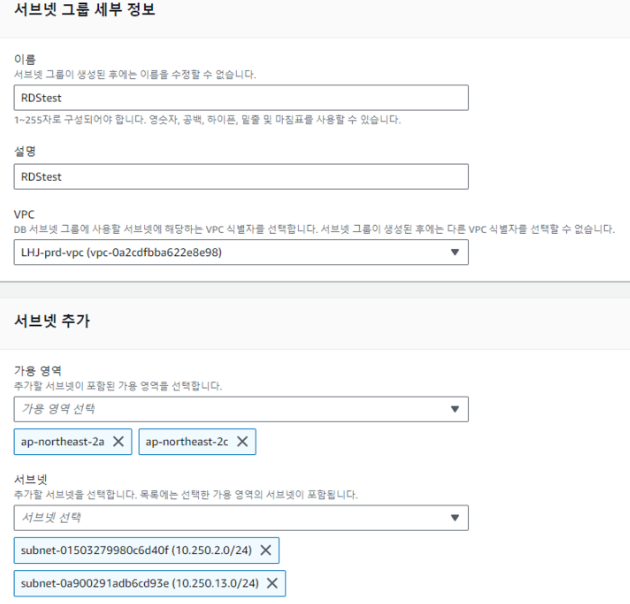 서브넷 그룹 세부 정보
이름
서브넷 그룹이 생성된 후에는 이름을 수정할 수 없습니다.
RDStest
1~255자로 구성되어야 합니다. 영숫자, 공백, 하이픈, 밑줄 및 마침표를 사용할 수 있습니다.
설명
RDStest
VPC
DB 서브넷 그룹에 사용할 서브넷에 해당하는 VPC 식별자를 선택합니다. 서브넷 그룹이 생성된 후에는 다른 VPC 식별자를 선택할 수 없습니다.
LHJ-prd-vpc (vpc-0a2cdfbba622e8e98)
서브넷 추가
가용 영역
추가할 서브넷이 포함된 가용 영역을 선택합니다.
가용 영역 선택
ap-northeast-2a ap-northeast-2c
서브넷
추가할 서브넷을 선택합니다. 목록에는 선택한 가용 영역의 서브넷이 포함됩니다.
서브넷 선택
subnet-01503279980c6d40f (10.250.2.0/24)
subnet-0a900291adb6cd93e (10.250.13.0/24)